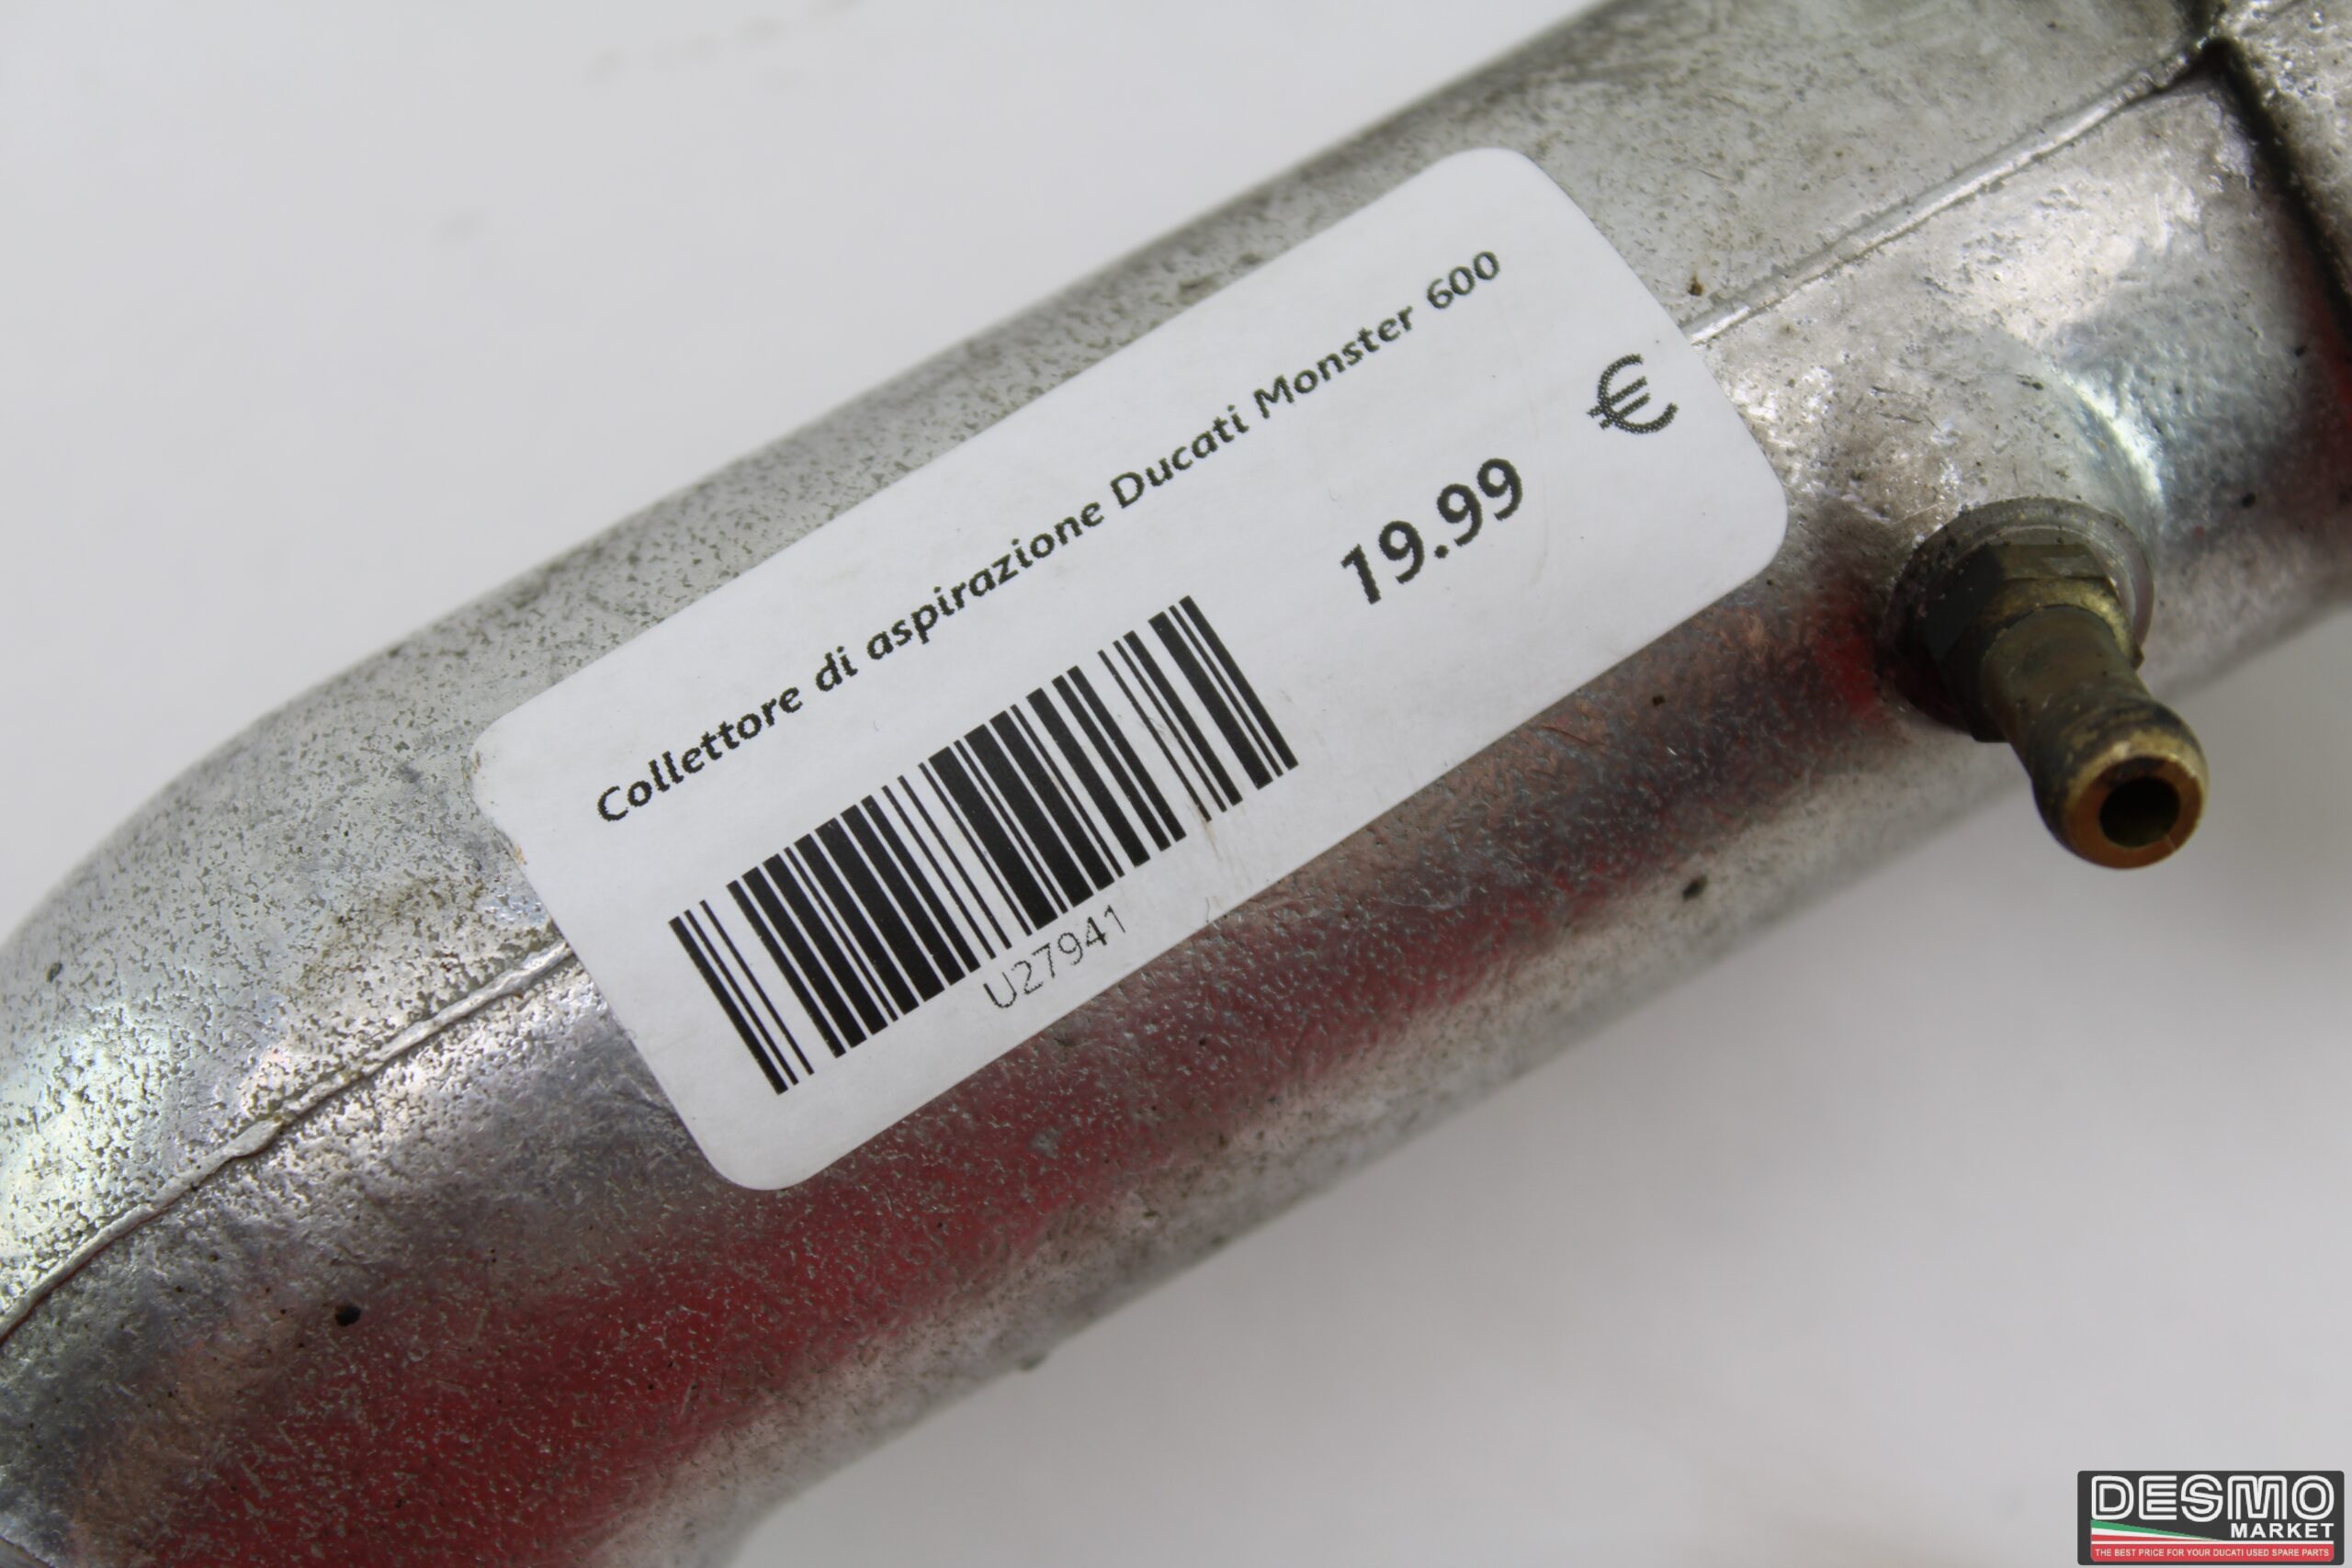 Collettore di aspirazione Ducati Monster 600
19.99 €
U27941
DESMO
MARKET
THE BEST PRICE FOR YOUR DUCATI USED SPARE PARTS